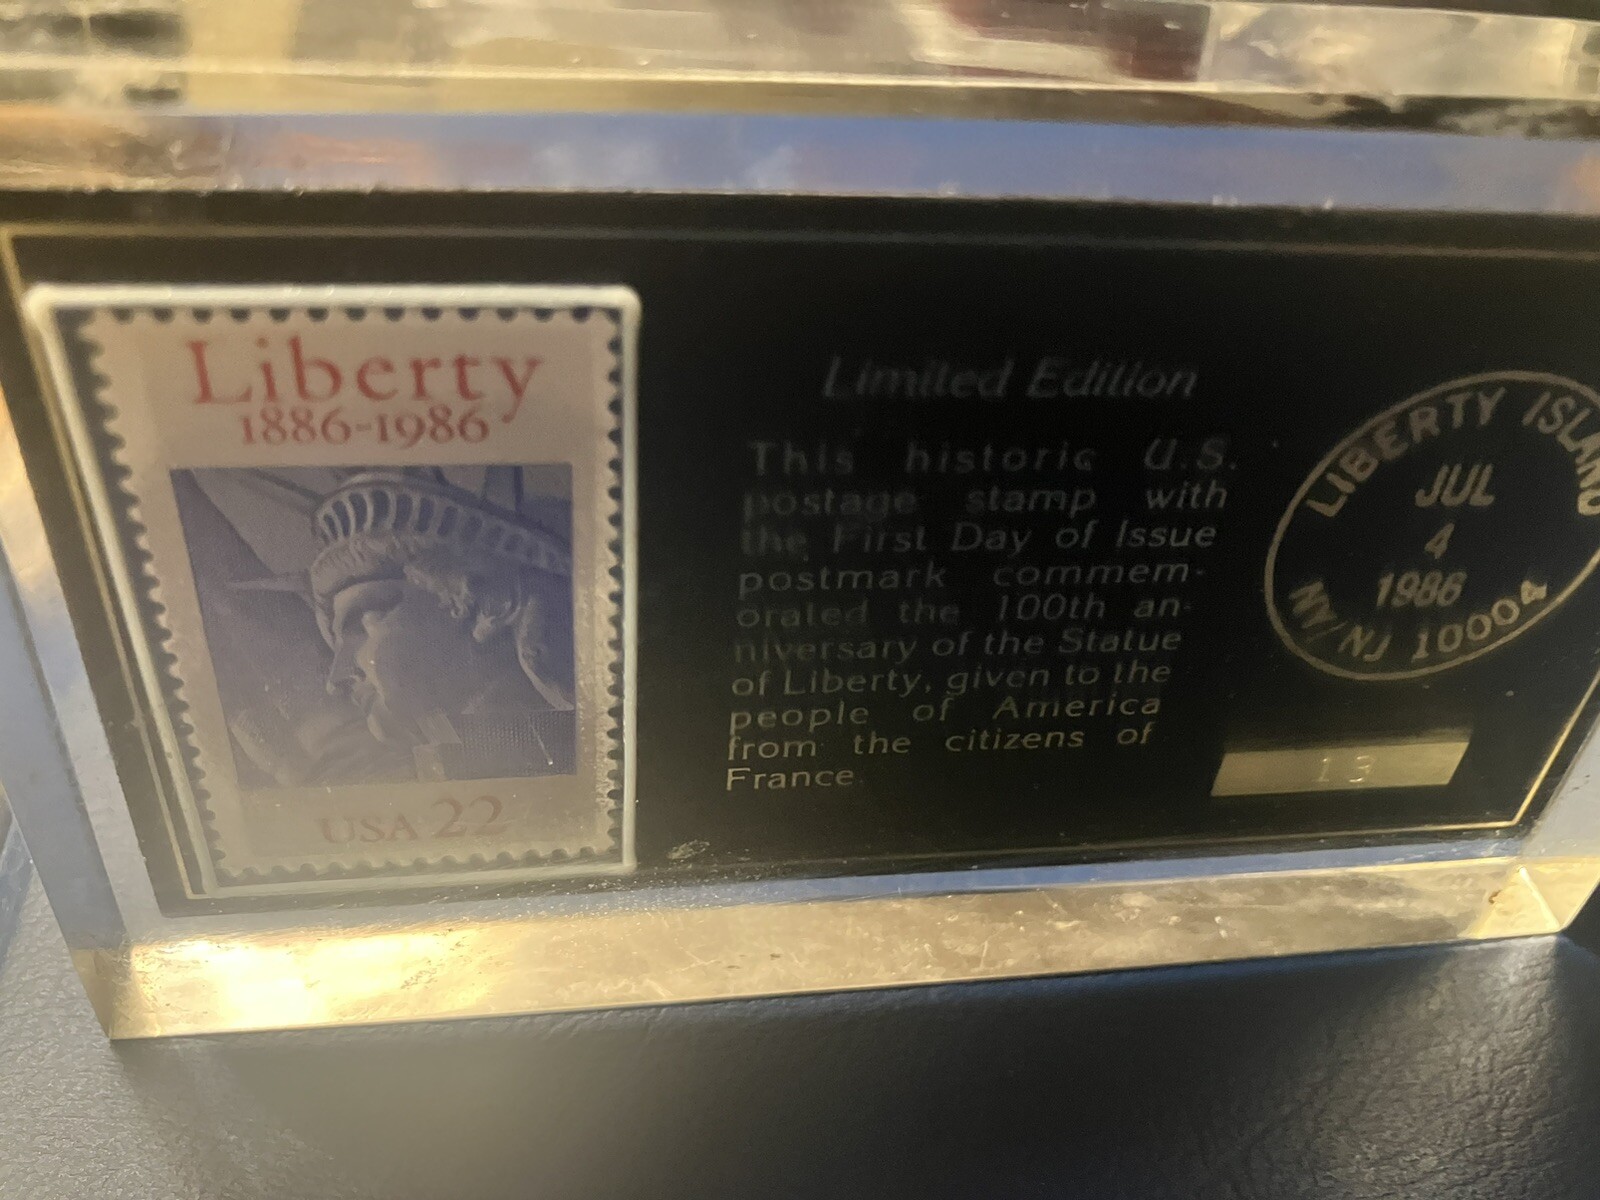 Liberty
1886-1986
USA 22
Limited Edition
This historic U.S.
postage stamp with
the First Day of Issue
postmark commem-
orated the 100th an-
niversary of the Statue
of Liberty, given to the
people of America
from the citizens of
France.
LIBERTY ISLAND
JUL
4
1986
NY/NJ 10004
13